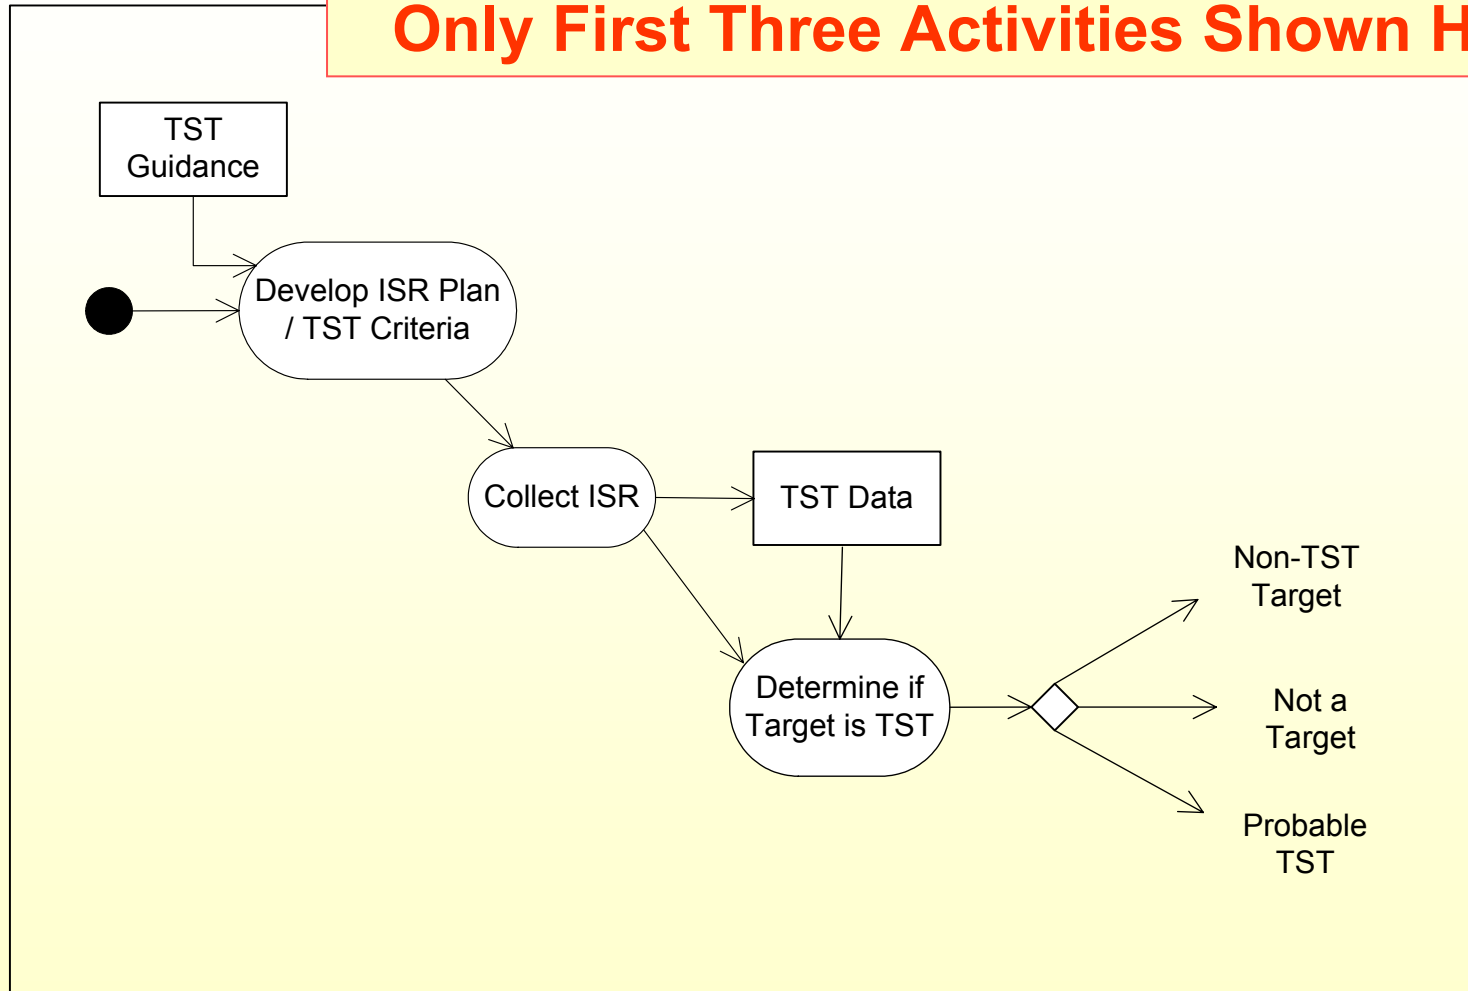 Only First Three Activities Shown H
TST
Guidance
Develop ISR Plan
/ TST Criteria
Collect ISR
TST Data
Determine if
Target is TST
Non-TST
Target
Not a
Target
Probable
TST